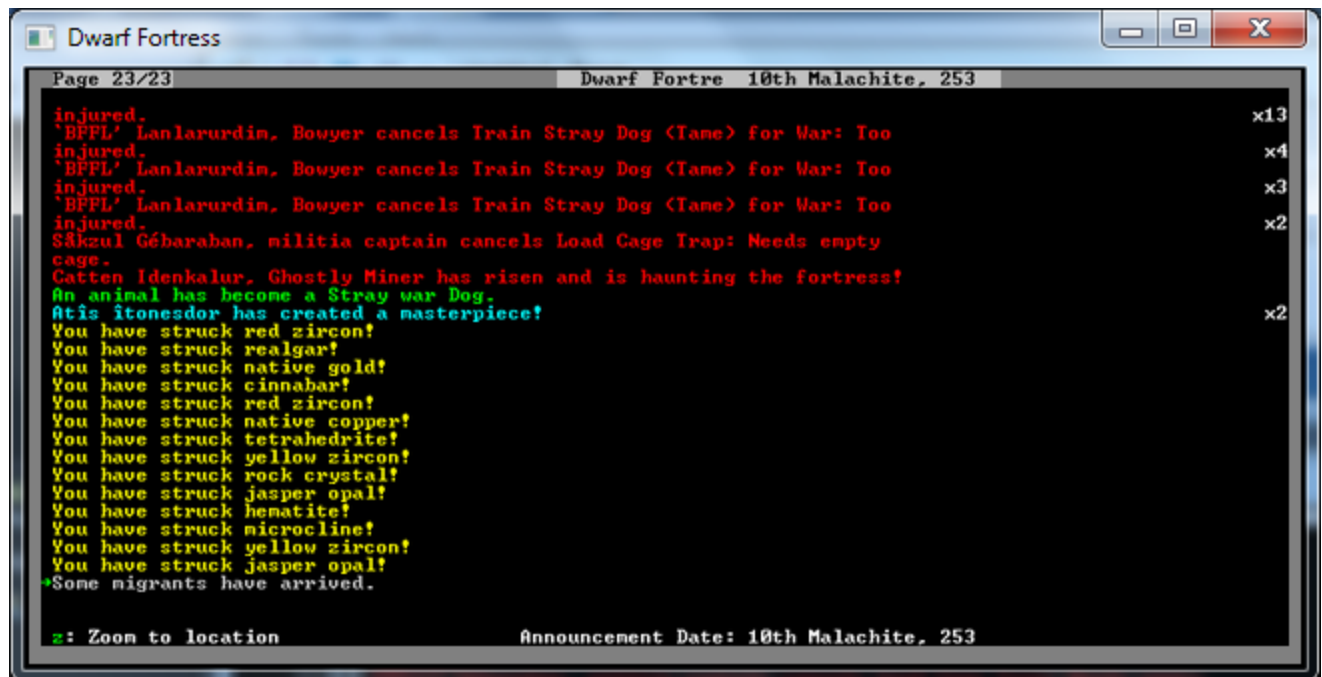 Dwarf Fortress
Page 23/23 Dwarf Fortre 10th Malachite, 253
injured. x13
`BPFL' Lanlarurdim, Bowyer cancels Train Stray Dog (Tame) for War: Too
injured. x4
`BPFL' Lanlarurdim, Bowyer cancels Train Stray Dog (Tame) for War: Too
injured. x3
`BPFL' Lanlarurdim, Bowyer cancels Train Stray Dog (Tame) for War: Too
injured. x2
Såkzul Gébaraban, militia captain cancels Load Cage Trap: Needs empty
cage.
Catten Idenkalur, Ghostly Miner has risen and is haunting the fortress!
An animal has become a Stray war Dog.
Atîs îtonesdor has created a masterpiece! x2
You have struck red zircon!
You have struck realgar!
You have struck native gold!
You have struck cinnabar!
You have struck red zircon!
You have struck native copper!
You have struck tetrahedrite!
You have struck yellow zircon!
You have struck rock crystal!
You have struck jasper opal!
You have struck hematite!
You have struck microcline!
You have struck yellow zircon!
You have struck jasper opal!
→Some migrants have arrived.
z: Zoom to location Announcement Date: 10th Malachite, 253